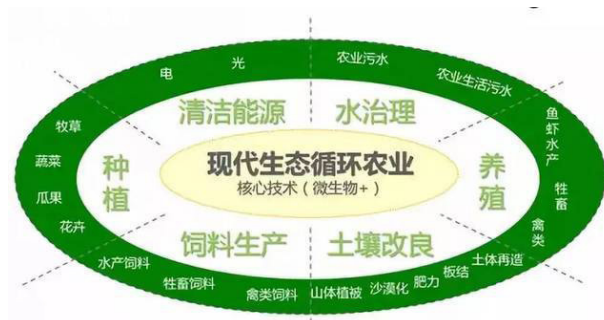 电
光
农业污水
农业生活污水
清洁能源
水治理
牧草
蔬菜
瓜果
花卉
种植
现代生态循环农业
核心技术（微生物+）
养殖
鱼虾水产
牲畜
禽类
饲料生产
土壤改良
水产饲料
牲畜饲料
禽类饲料
山体植被
沙漠化
肥力
板结
土体再造